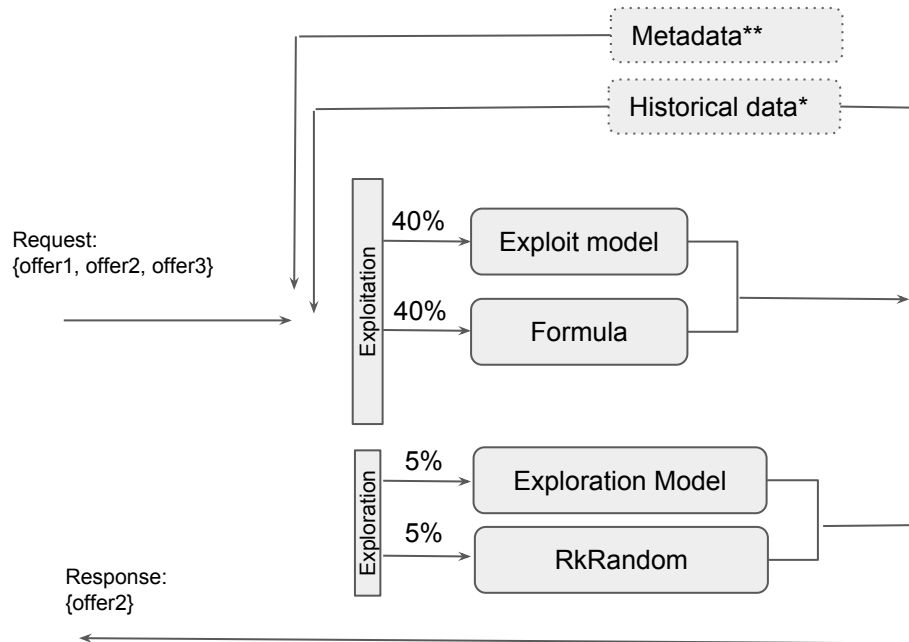 Metadata**
Historical data*
Request:
{offer1, offer2, offer3}
Exploitation
40%
Exploit model
40%
Formula
Exploration
5%
Exploration Model
5%
RkRandom
Response:
{offer2}